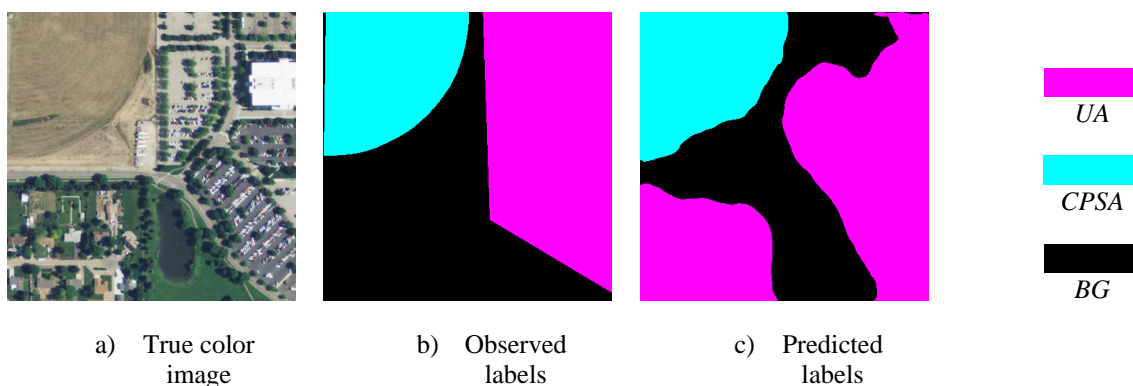 UA
CPSA
BG
a) True color
image
b) Observed
labels
c) Predicted
labels